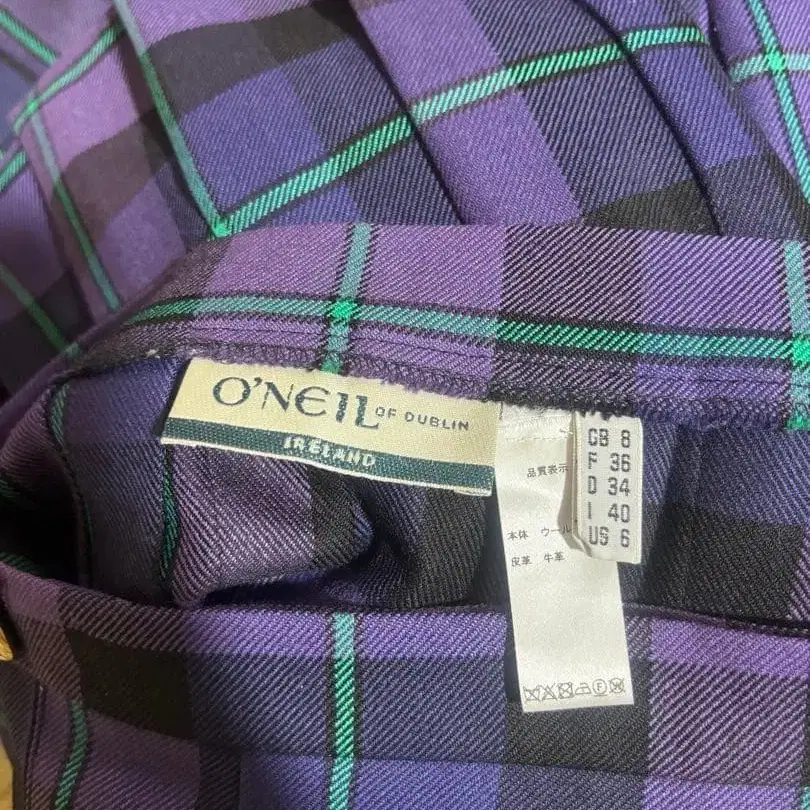 O'NEIL OF DUBLIN
IRELAND
GB 8
F 36
D 34
I 40
US 6
品質表示
本体 ウール
皮革 牛革
F W